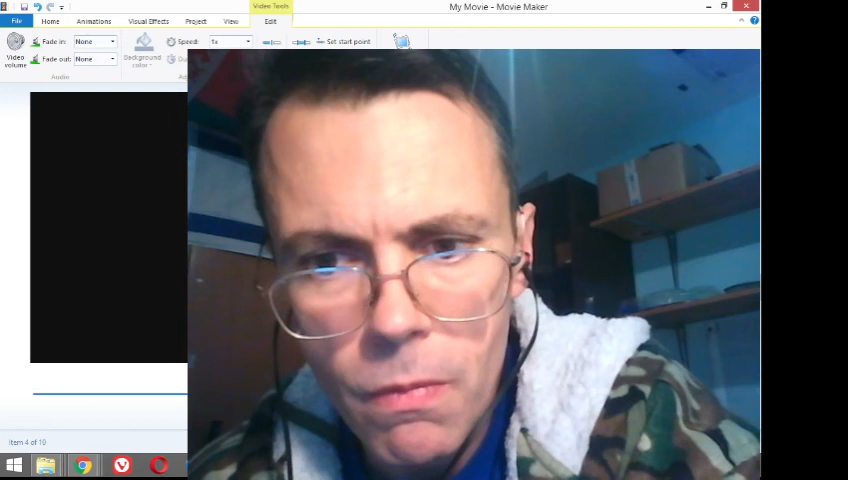 Video Tools
My Movie - Movie Maker
File Home Animations Visual Effects Project View Edit
Fade in: None Speed: 1x Set start point
Video volume Fade out: None Background color
Audio
Item 4 of 10